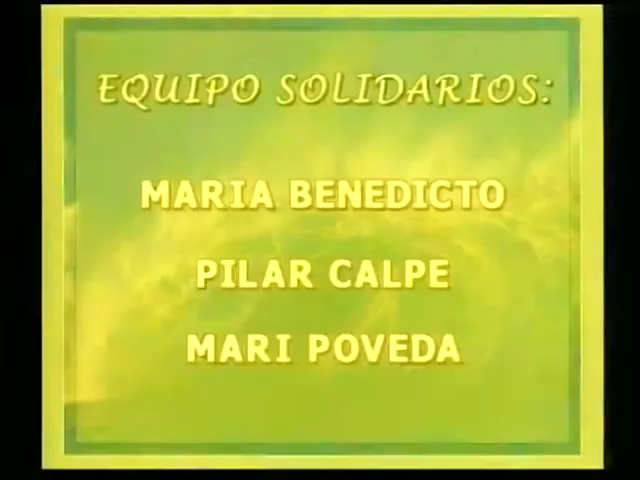 EQUIPO SOLIDARIOS:
MARIA BENEDICTO
PILAR CALPE
MARI POVEDA